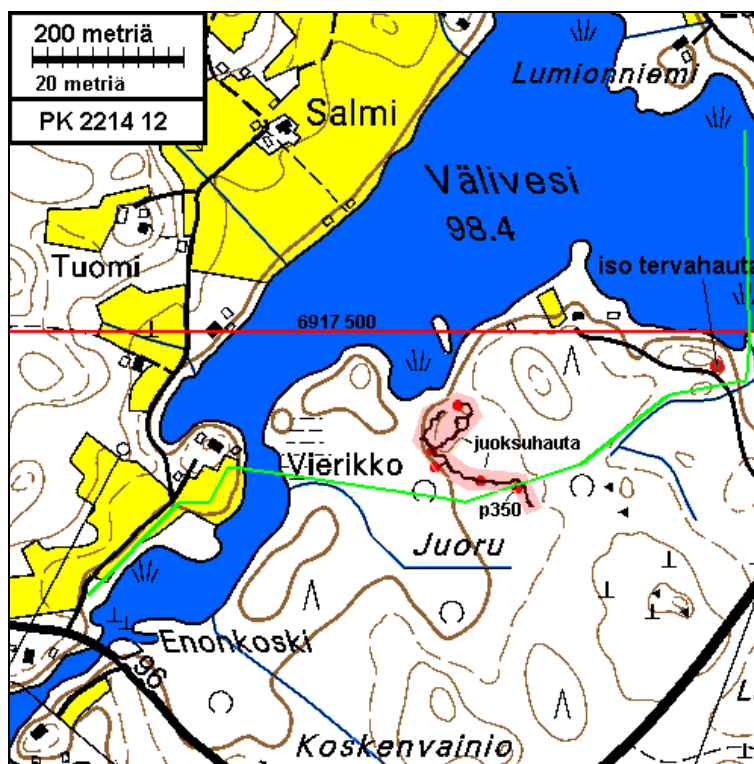 200 metriä
20 metriä
PK 2214 12
Lumionniemi
Salmi
Välivesi
98.4
Tuomi
iso tervahauta
6917 500
juoksuhauta
Vierikko
p350
Juoru
Enonkoski
96
Koskenvainio